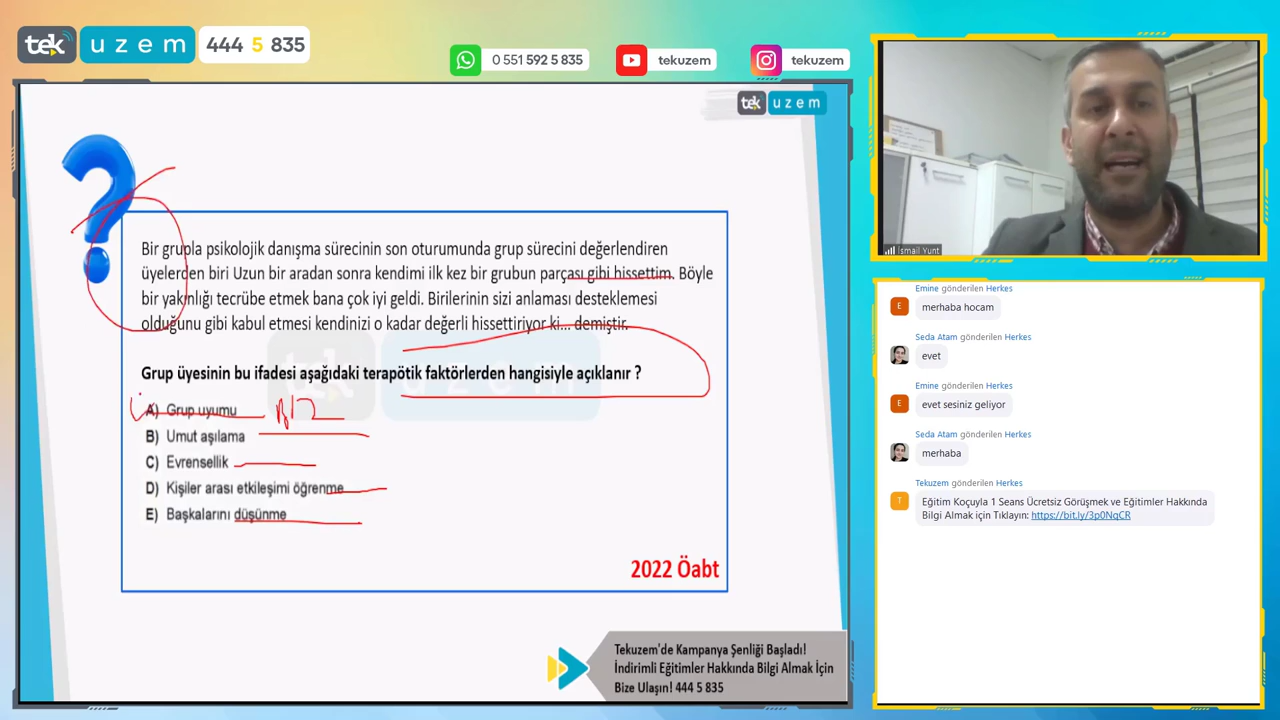 tek uzem 444 5 835
0 551 592 5 835 tekuzem tekuzem
tek uzem
Bir grupla psikolojik danışma sürecinin son oturumunda grup sürecini değerlendiren
üyelerden biri Uzun bir aradan sonra kendimi ilk kez bir grubun parçası gibi hissettim. Böyle
bir yakınlığı tecrübe etmek bana çok iyi geldi. Birilerinin sizi anlaması desteklemesi
olduğunu gibi kabul etmesi kendinizi o kadar değerli hissettiriyor ki... demiştir.
Grup üyesinin bu ifadesi aşağıdaki terapötik faktörlerden hangisiyle açıklanır ?
A) Grup uyumu
B) Umut aşılama
C) Evrensellik
D) Kişiler arası etkileşimi öğrenme
E) Başkalarını düşünme
2022 Öabt
Tekuzem'de Kampanya Şenliği Başladı!
İndirimli Eğitimler Hakkında Bilgi Almak İçin
Bize Ulaşın! 444 5 835
İsmail Yunt
Emine gönderilen Herkes
E merhaba hocam
Seda Atam gönderilen Herkes
evet
Emine gönderilen Herkes
E evet sesiniz geliyor
Seda Atam gönderilen Herkes
merhaba
Tekuzem gönderilen Herkes
T Eğitim Koçuyla 1 Seans Ücretsiz Görüşmek ve Eğitimler Hakkında
Bilgi Almak için Tıklayın: https://bit.ly/3p0NqCR